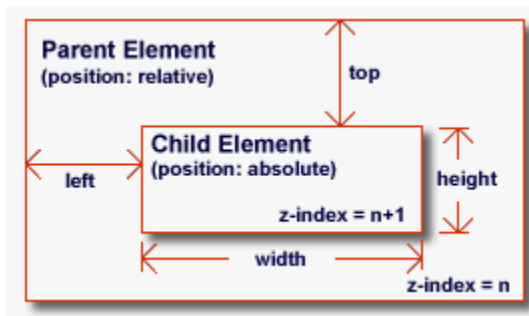 Parent Element
(position: relative)
top
Child Element
(position: absolute)
left
height
z-index = n+1
width
z-index = n